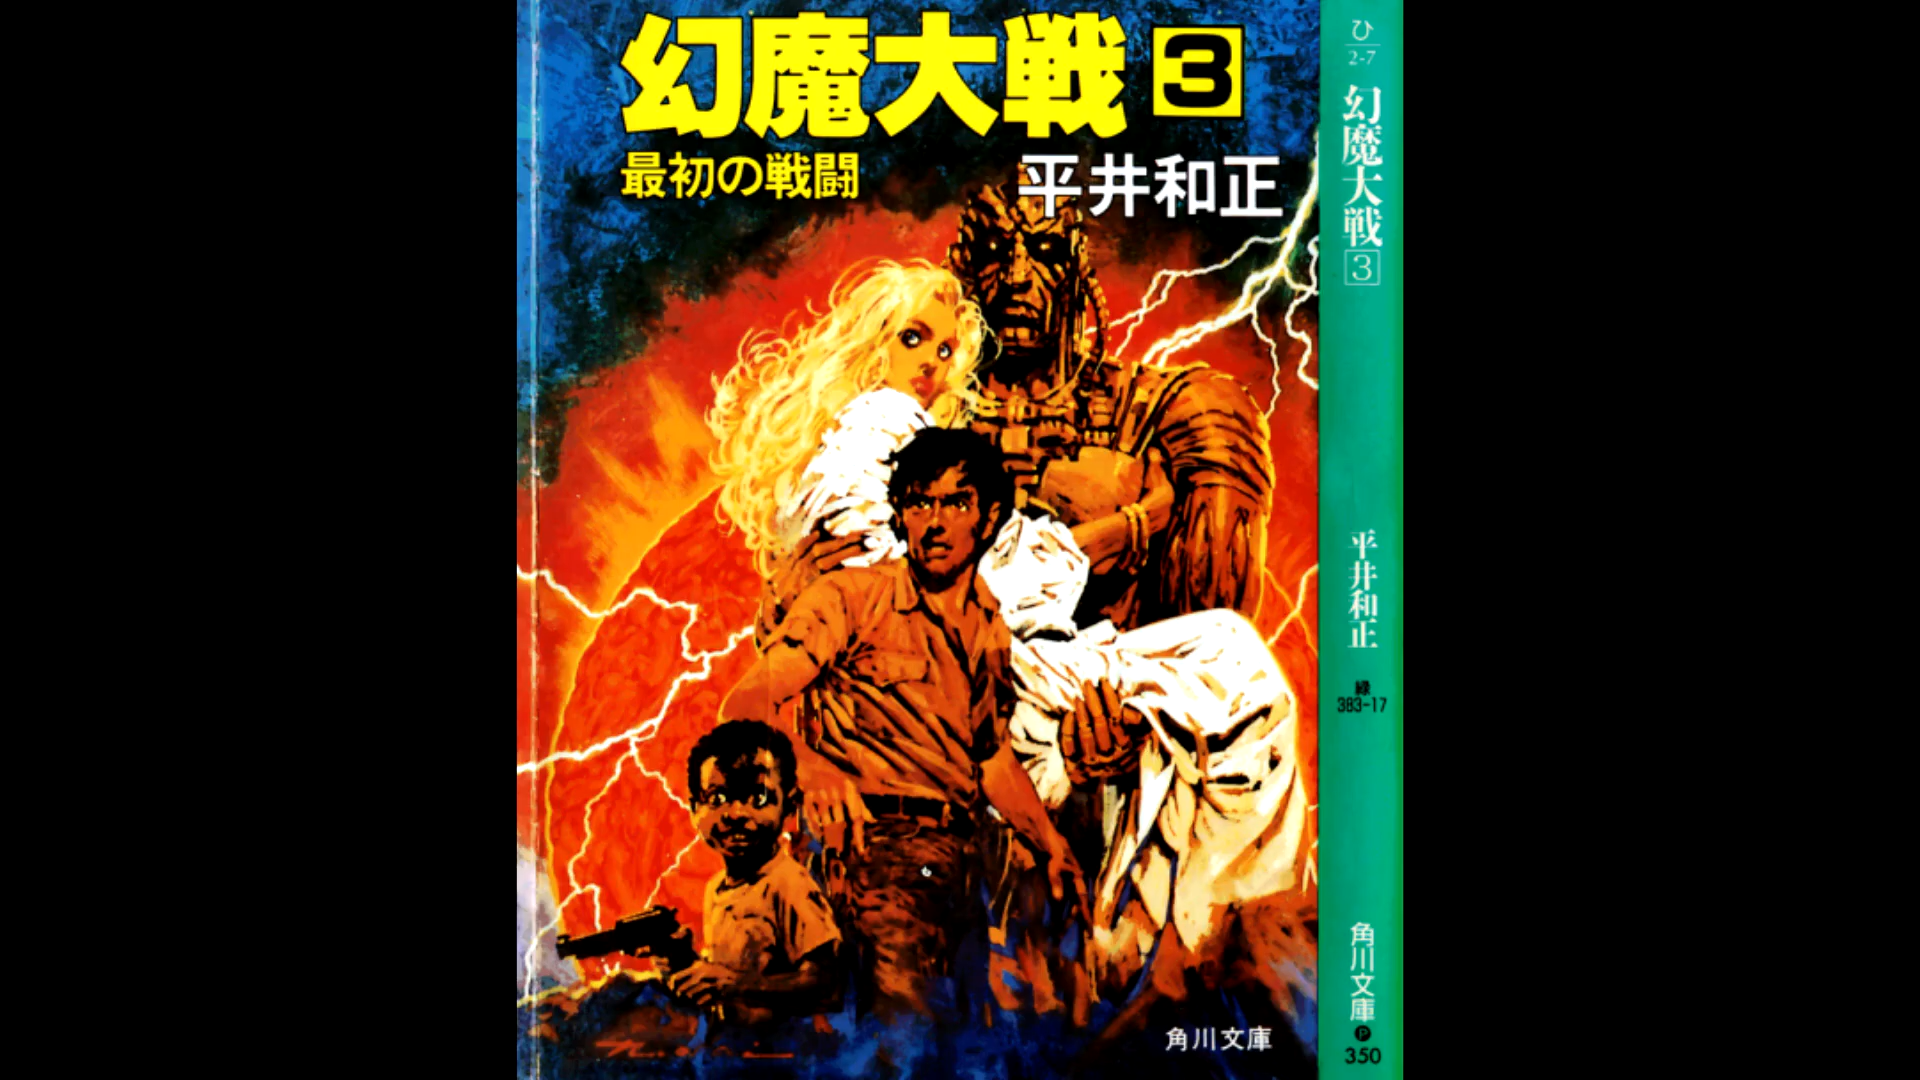 幻魔大戦 3
最初の戦闘
平井和正
角川文庫
ひ
2-7
幻魔大戦 3
平井和正
緑
383-17
角川文庫
P
350